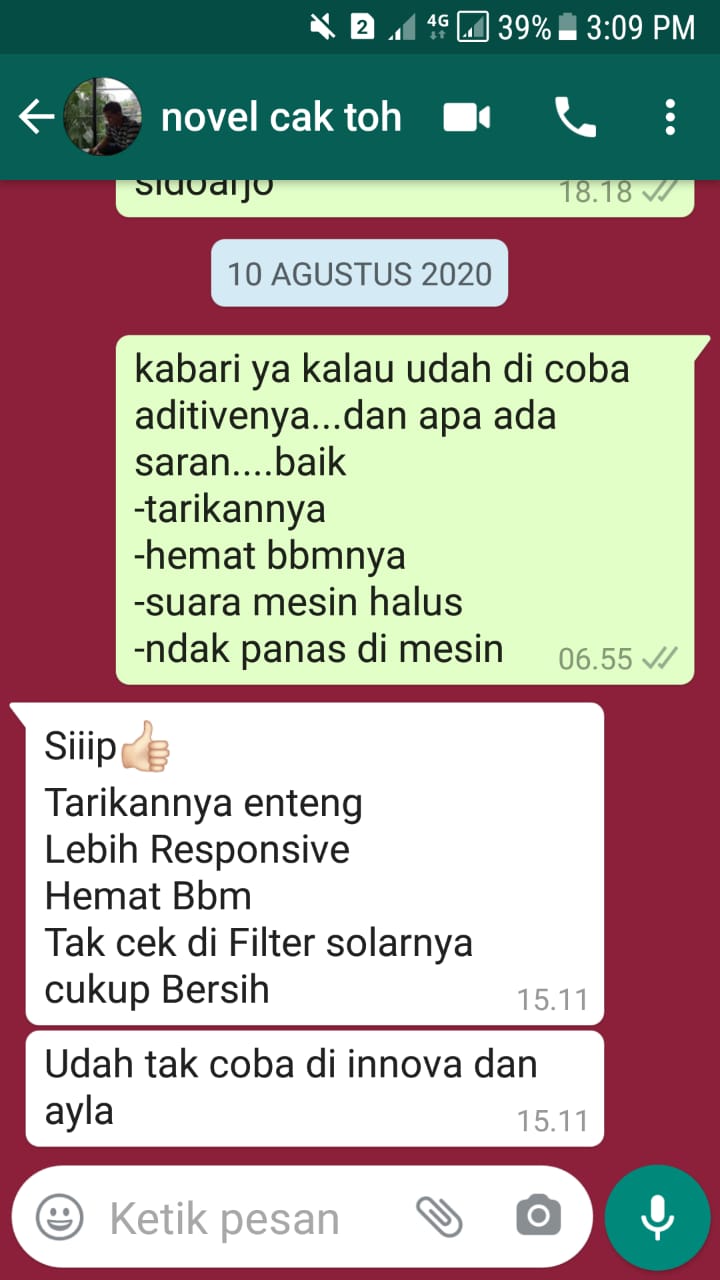 2 4G 39% 3:09 PM
novel cak toh
sidoarjo
18.18
10 AGUSTUS 2020
kabari ya kalau udah di coba
aditivenya...dan apa ada
saran....baik
-tarikannya
-hemat bbmnya
-suara mesin halus
-ndak panas di mesin 06.55
Siiip👍🏻
Tarikannya enteng
Lebih Responsive
Hemat Bbm
Tak cek di Filter solarnya
cukup Bersih 15.11
Udah tak coba di innova dan
ayla 15.11
Ketik pesan